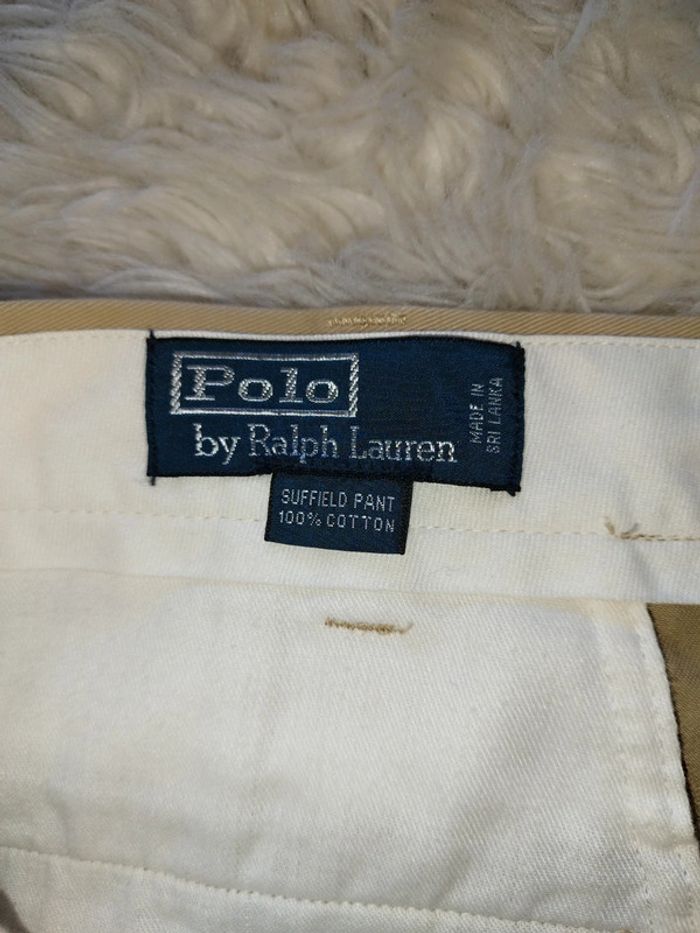 Polo
by Ralph Lauren
MADE IN
SRI LANKA
SUFFIELD PANT
100% COTTON